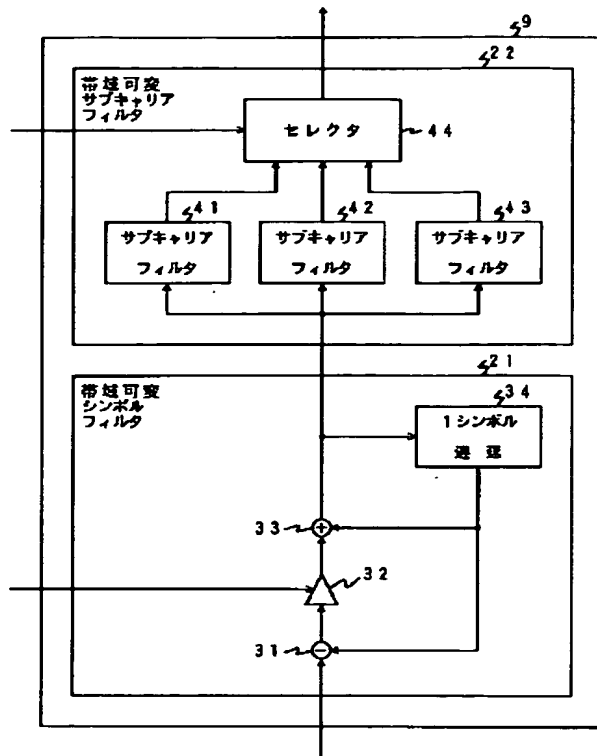 9
22
帯域可変
サブキャリア
フィルタ
セレクタ
44
41
42
43
サブキャリア
フィルタ
サブキャリア
フィルタ
サブキャリア
フィルタ
21
帯域可変
シンボル
フィルタ
34
1シンボル
遅延
33
+
32
31
−